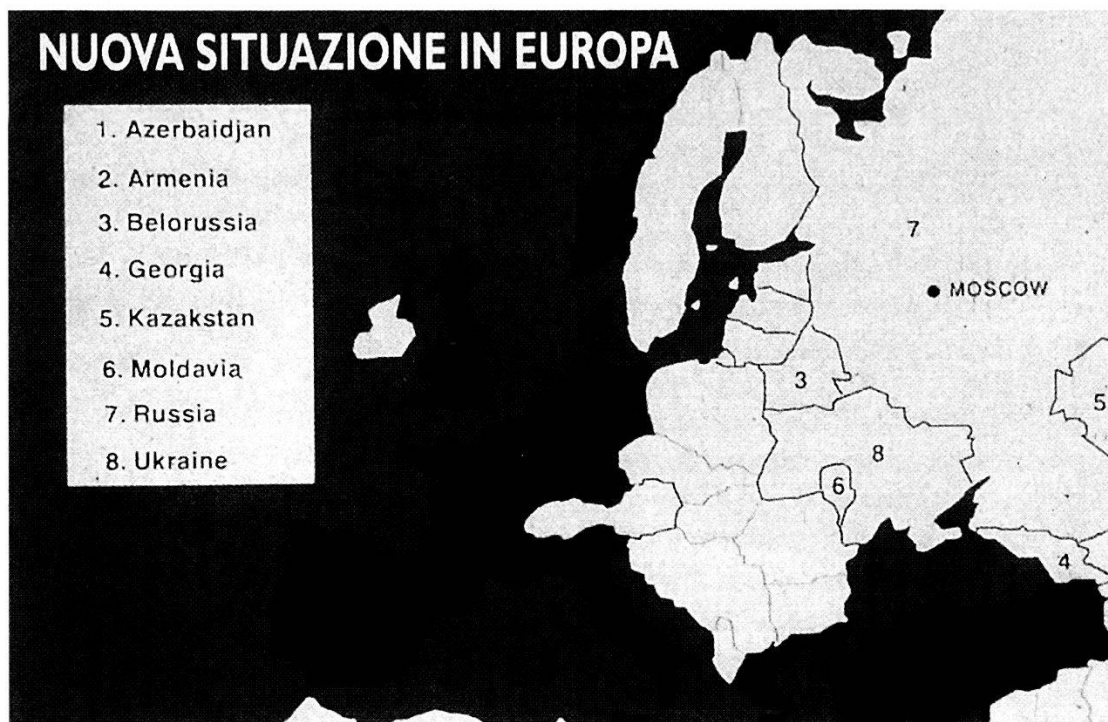 NUOVA SITUAZIONE IN EUROPA
1. Azerbaidjan
2. Armenia
3. Belorussia
4. Georgia
5. Kazakstan
6. Moldavia
7. Russia
8. Ukraine
7
MOSCOW
3
5
8
6
4